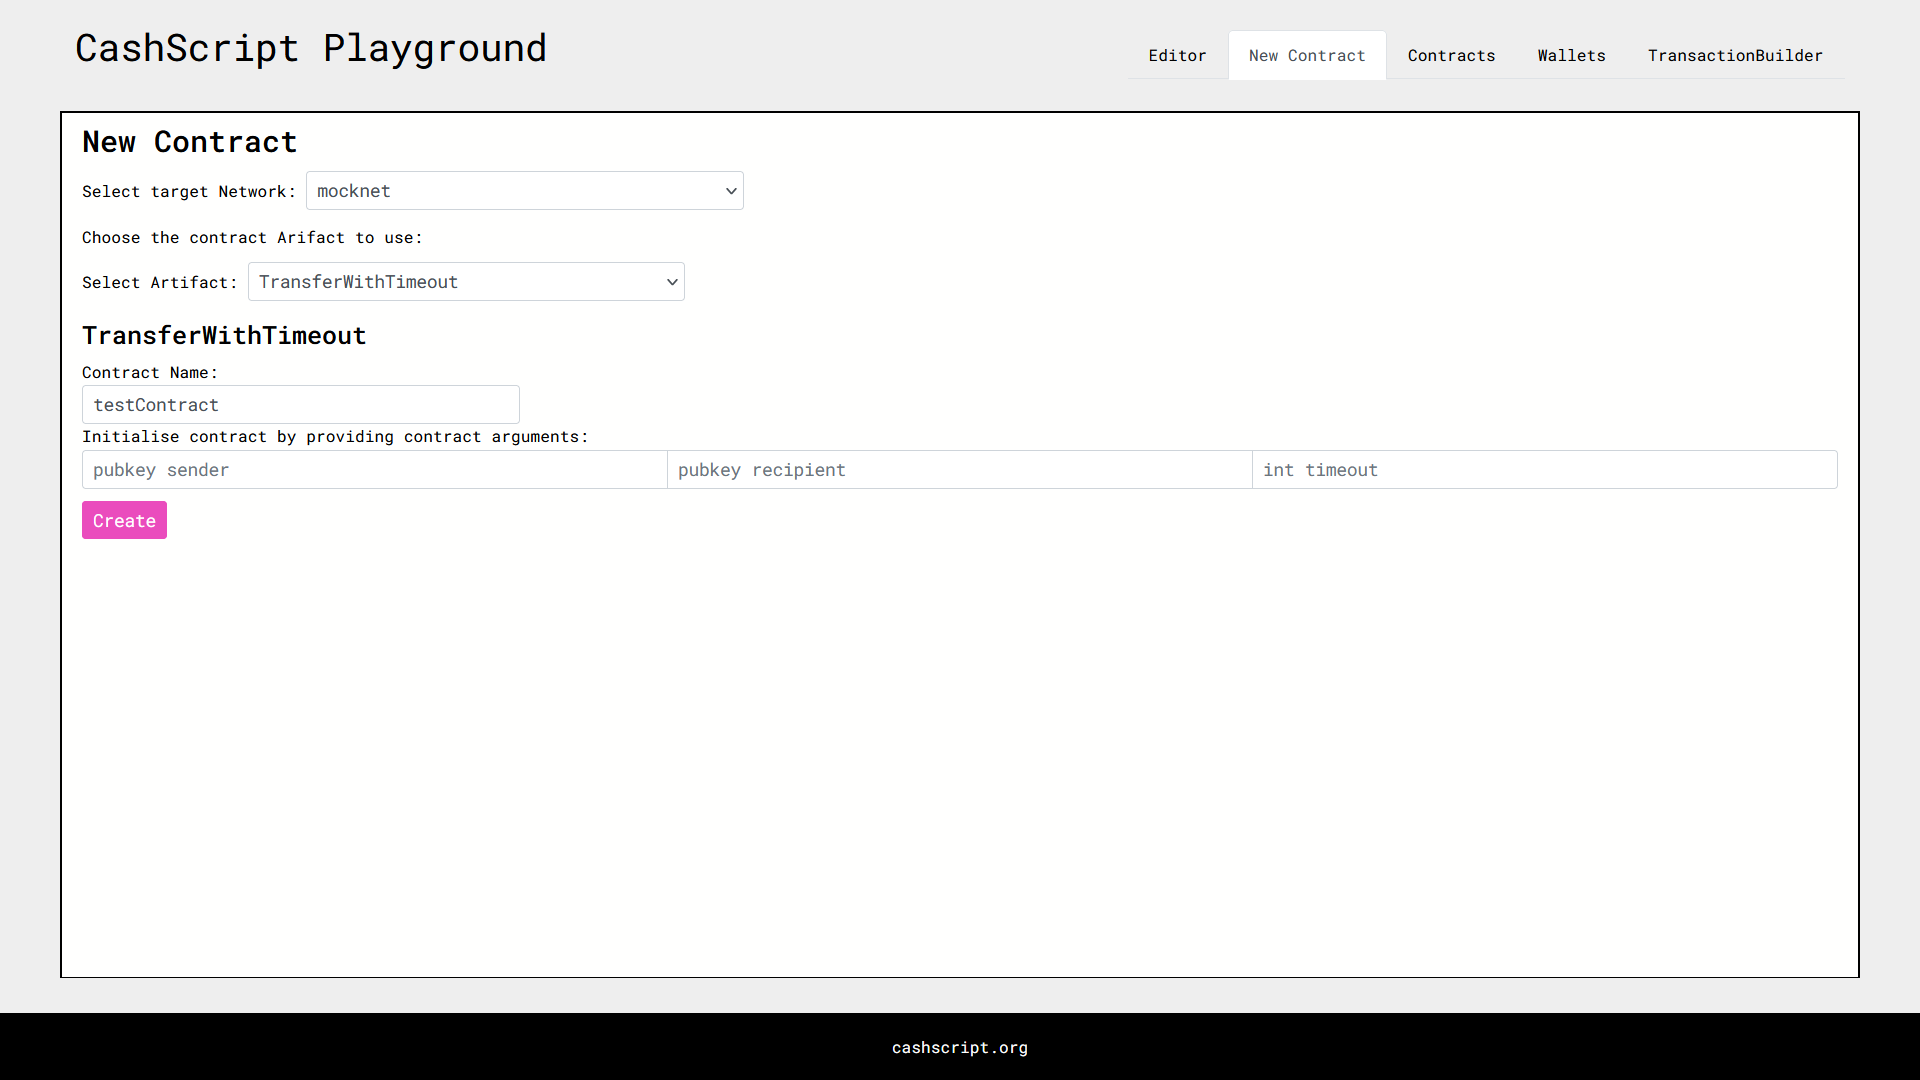 CashScript Playground
Editor New Contract Contracts Wallets TransactionBuilder
New Contract
Select target Network: mocknet
Choose the contract Arifact to use:
Select Artifact: TransferWithTimeout
TransferWithTimeout
Contract Name:
testContract
Initialise contract by providing contract arguments:
pubkey sender pubkey recipient int timeout
Create
cashscript.org